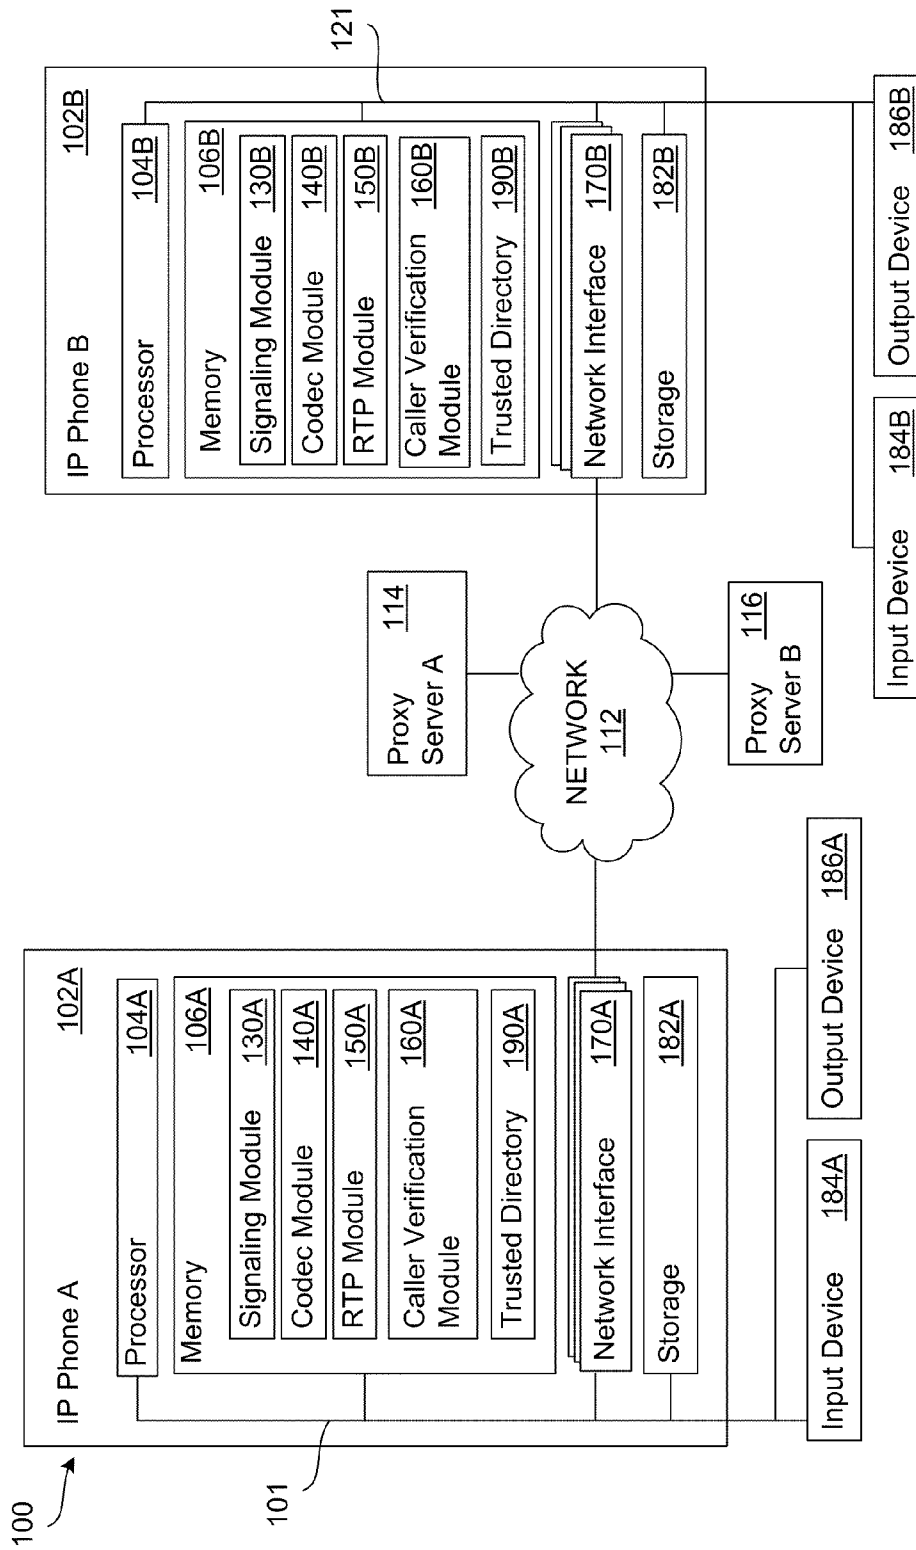 100
IP Phone A
102A
Processor
104A
Memory
106A
Signaling Module
130A
Codec Module
140A
RTP Module
150A
Caller Verification
Module
160A
Trusted Directory
190A
Network Interface
170A
Storage
182A
101
Input Device
184A
Output Device
186A
Proxy
Server A
114
NETWORK
112
Proxy
Server B
116
IP Phone B
102B
Processor
104B
Memory
106B
Signaling Module
130B
Codec Module
140B
RTP Module
150B
Caller Verification
Module
160B
Trusted Directory
190B
Network Interface
170B
Storage
182B
121
Input Device
184B
Output Device
186B